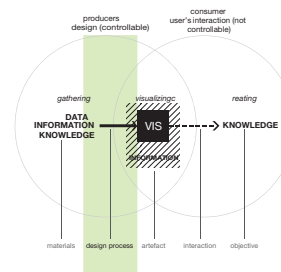 producers
design (controllable)
consumer
user's interaction (not
controllable)
gathering
visualizingc
reating
DATA
INFORMATION
KNOWLEDGE
VIS
KNOWLEDGE
INFORMATION
materials
design process
artefact
interaction
objective